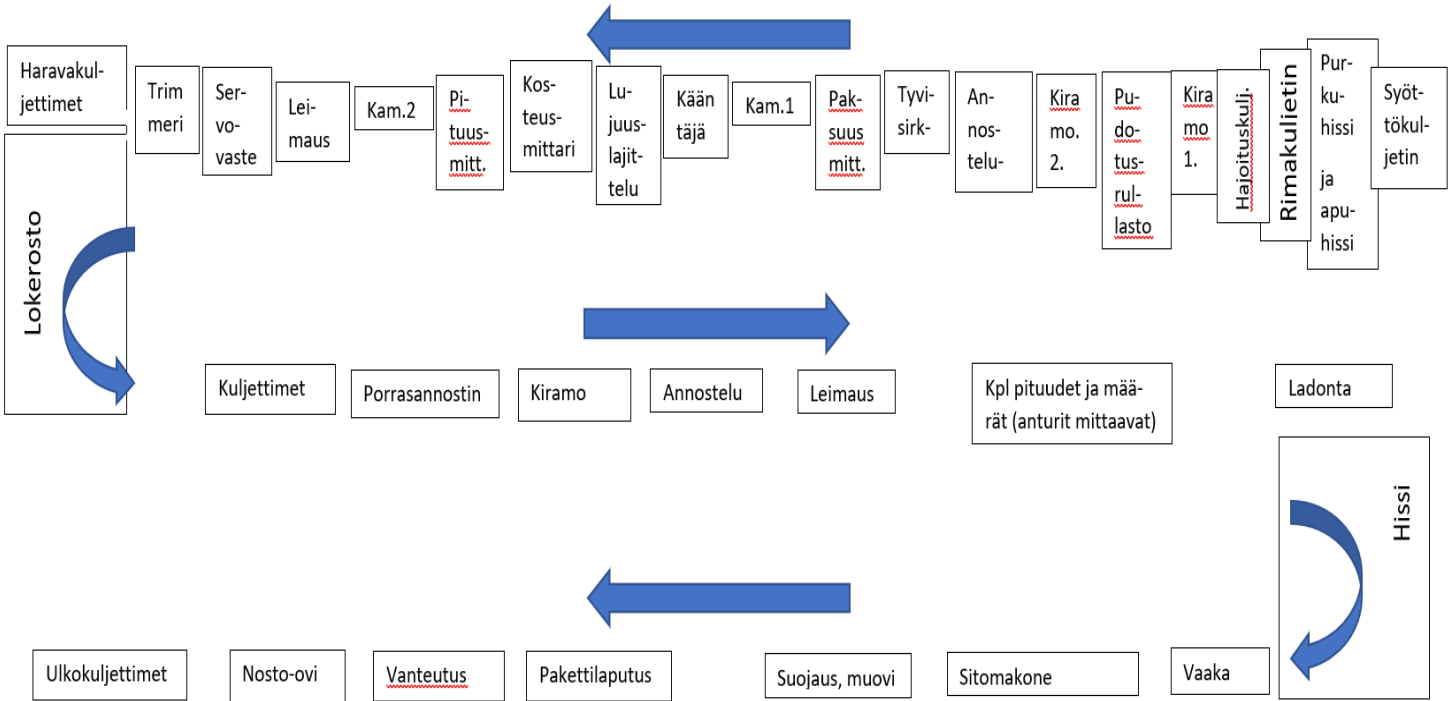 Haravakul-
jettimet
Trim
meri
Ser-
vo-
vaste
Lei-
maus
Kam.2
Pi-
tuus-
mitt.
Kos-
teus-
mittari
Lu-
juus-
lajit-
telu
Kään
täjä
Kam.1
Pak-
suus
mitt.
Tyvi-
sirk-
An-
nos-
telu-
Kira
mo.
2.
Pu-
do-
tus-
rul-
lasto
Kira
mo
1.
Hajoituskulj.
Rimakulietin
Pur-
ku-
hissi
ja
apu-
hissi
Syöt-
tökul-
jetin
Lokerosto
Kuljettimet
Porrasannostin
Kiramo
Annostelu
Leimaus
Kpl pituudet ja mää-
rät (anturit mittaavat)
Ladonta
Hissi
Ulkokuljettimet
Nosto-ovi
Vanteutus
Pakettilaputus
Suojaus, muovi
Sitomakone
Vaaka